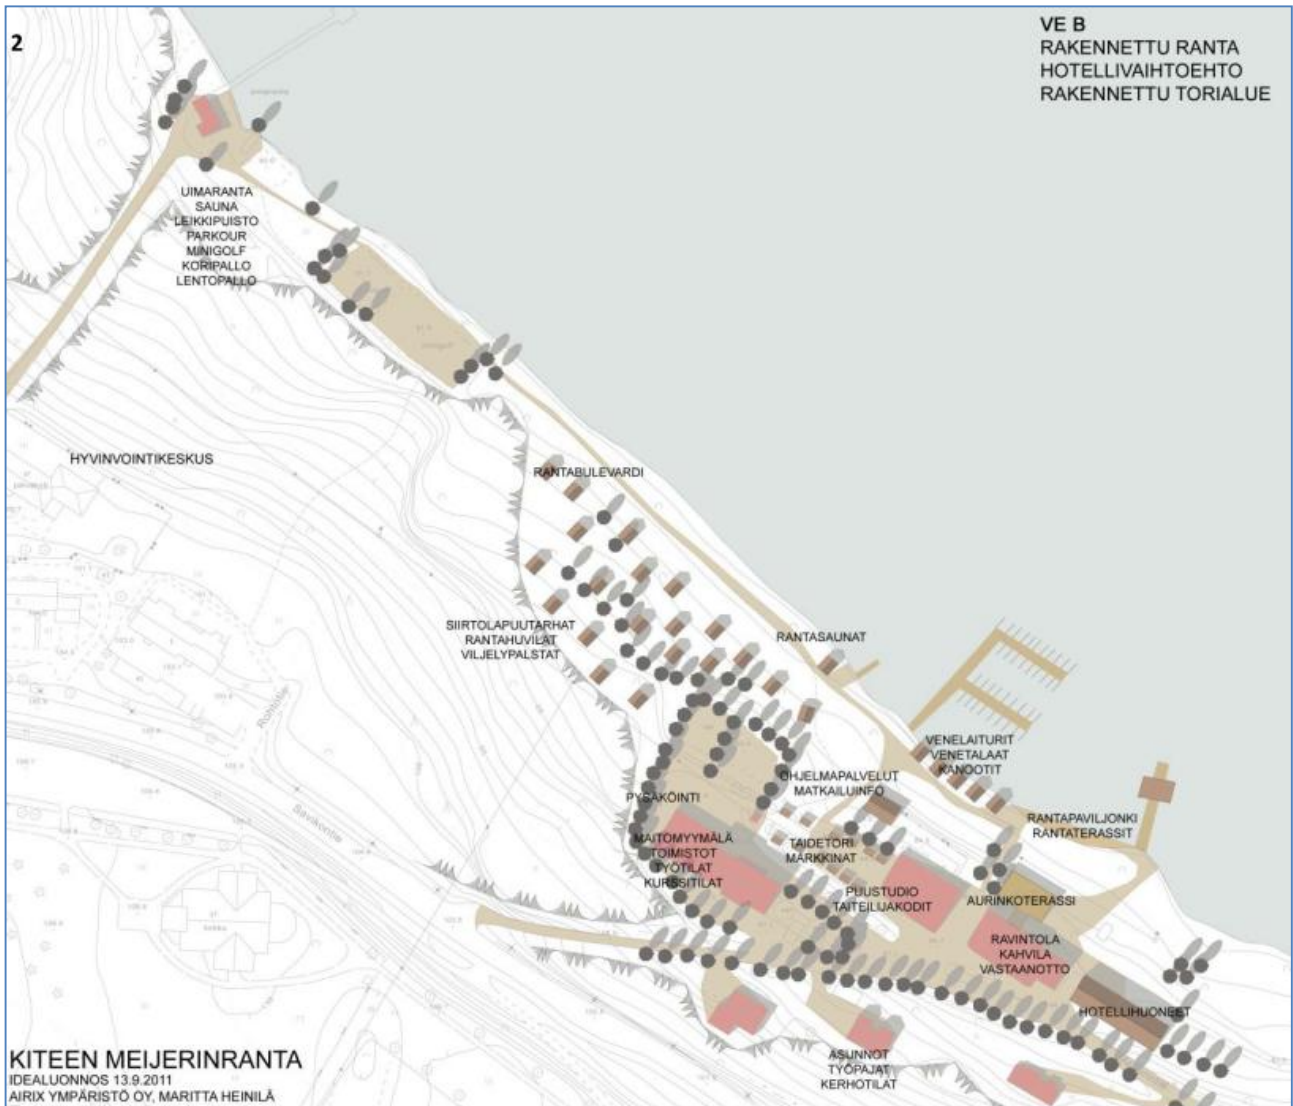 2
VE B
RAKENNETTU RANTA
HOTELLIVAIHTOEHTO
RAKENNETTU TORIALUE
UIMARANTA
SAUNA
LEIKKIPUISTO
PARKOUR
MINIGOLF
KORIPALLO
LENTOPALLO
HYVINVOINTIKESKUS
RANTABULEVARDI
SIIRTOLAPUUTARHAT
RANTAHUVILAT
VILJELYPALSTAT
RANTASAUNAT
Rohtotie
Siivikontie
VENELAITURIT
VENETALAAT
KANOOTIT
OHJELMAPALVELUT
MATKAILUINFO
PYSÄKÖINTI
RANTAPAVILJONKI
RANTATERASSIT
MAITOMYYMÄLÄ
TOIMISTOT
TYÖTILAT
KURSSITILAT
TAIDETORI
MARKKINAT
PUUSTUDIO
TAITEILIJAKODIT
AURINKOTERASSI
RAVINTOLA
KAHVILA
VASTAANOTTO
HOTELLIHUONEET
ASUNNOT
TYÖPAJAT
KERHOTILAT
KITEEN MEIJERINRANTA
IDEALUONNOS 13.9.2011
AIRIX YMPÄRISTÖ OY, MARITTA HEINILÄ